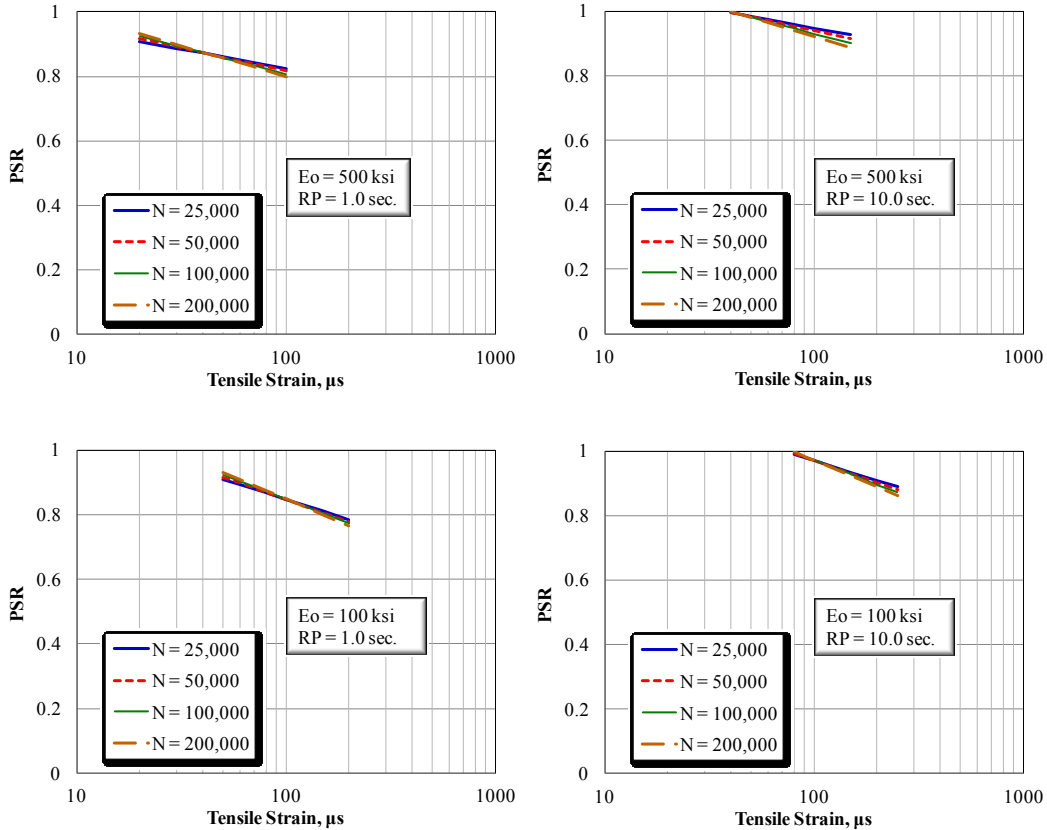 1
0.8
0.6
0.4
0.2
0
PSR
10
100
1000
Tensile Strain, µs
Eo = 500 ksi
RP = 1.0 sec.
N = 25,000
N = 50,000
N = 100,000
N = 200,000
1
0.8
0.6
0.4
0.2
0
PSR
10
100
1000
Tensile Strain, µs
Eo = 500 ksi
RP = 10.0 sec.
N = 25,000
N = 50,000
N = 100,000
N = 200,000
1
0.8
0.6
0.4
0.2
0
PSR
10
100
1000
Tensile Strain, µs
Eo = 100 ksi
RP = 1.0 sec.
N = 25,000
N = 50,000
N = 100,000
N = 200,000
1
0.8
0.6
0.4
0.2
0
PSR
10
100
1000
Tensile Strain, µs
Eo = 100 ksi
RP = 10.0 sec.
N = 25,000
N = 50,000
N = 100,000
N = 200,000